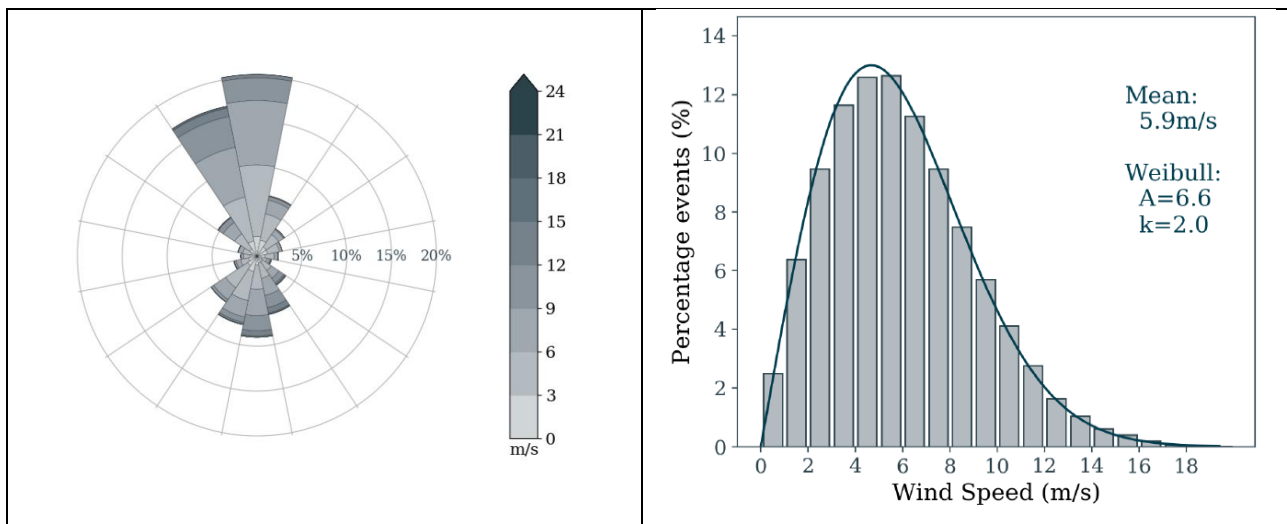 5% 10% 15% 20%
24
21
18
15
12
9
6
3
0
m/s
14
12
10
8
6
4
2
0
Percentage events (%)
Mean:
5.9m/s
Weibull:
A=6.6
k=2.0
0 2 4 6 8 10 12 14 16 18
Wind Speed (m/s)